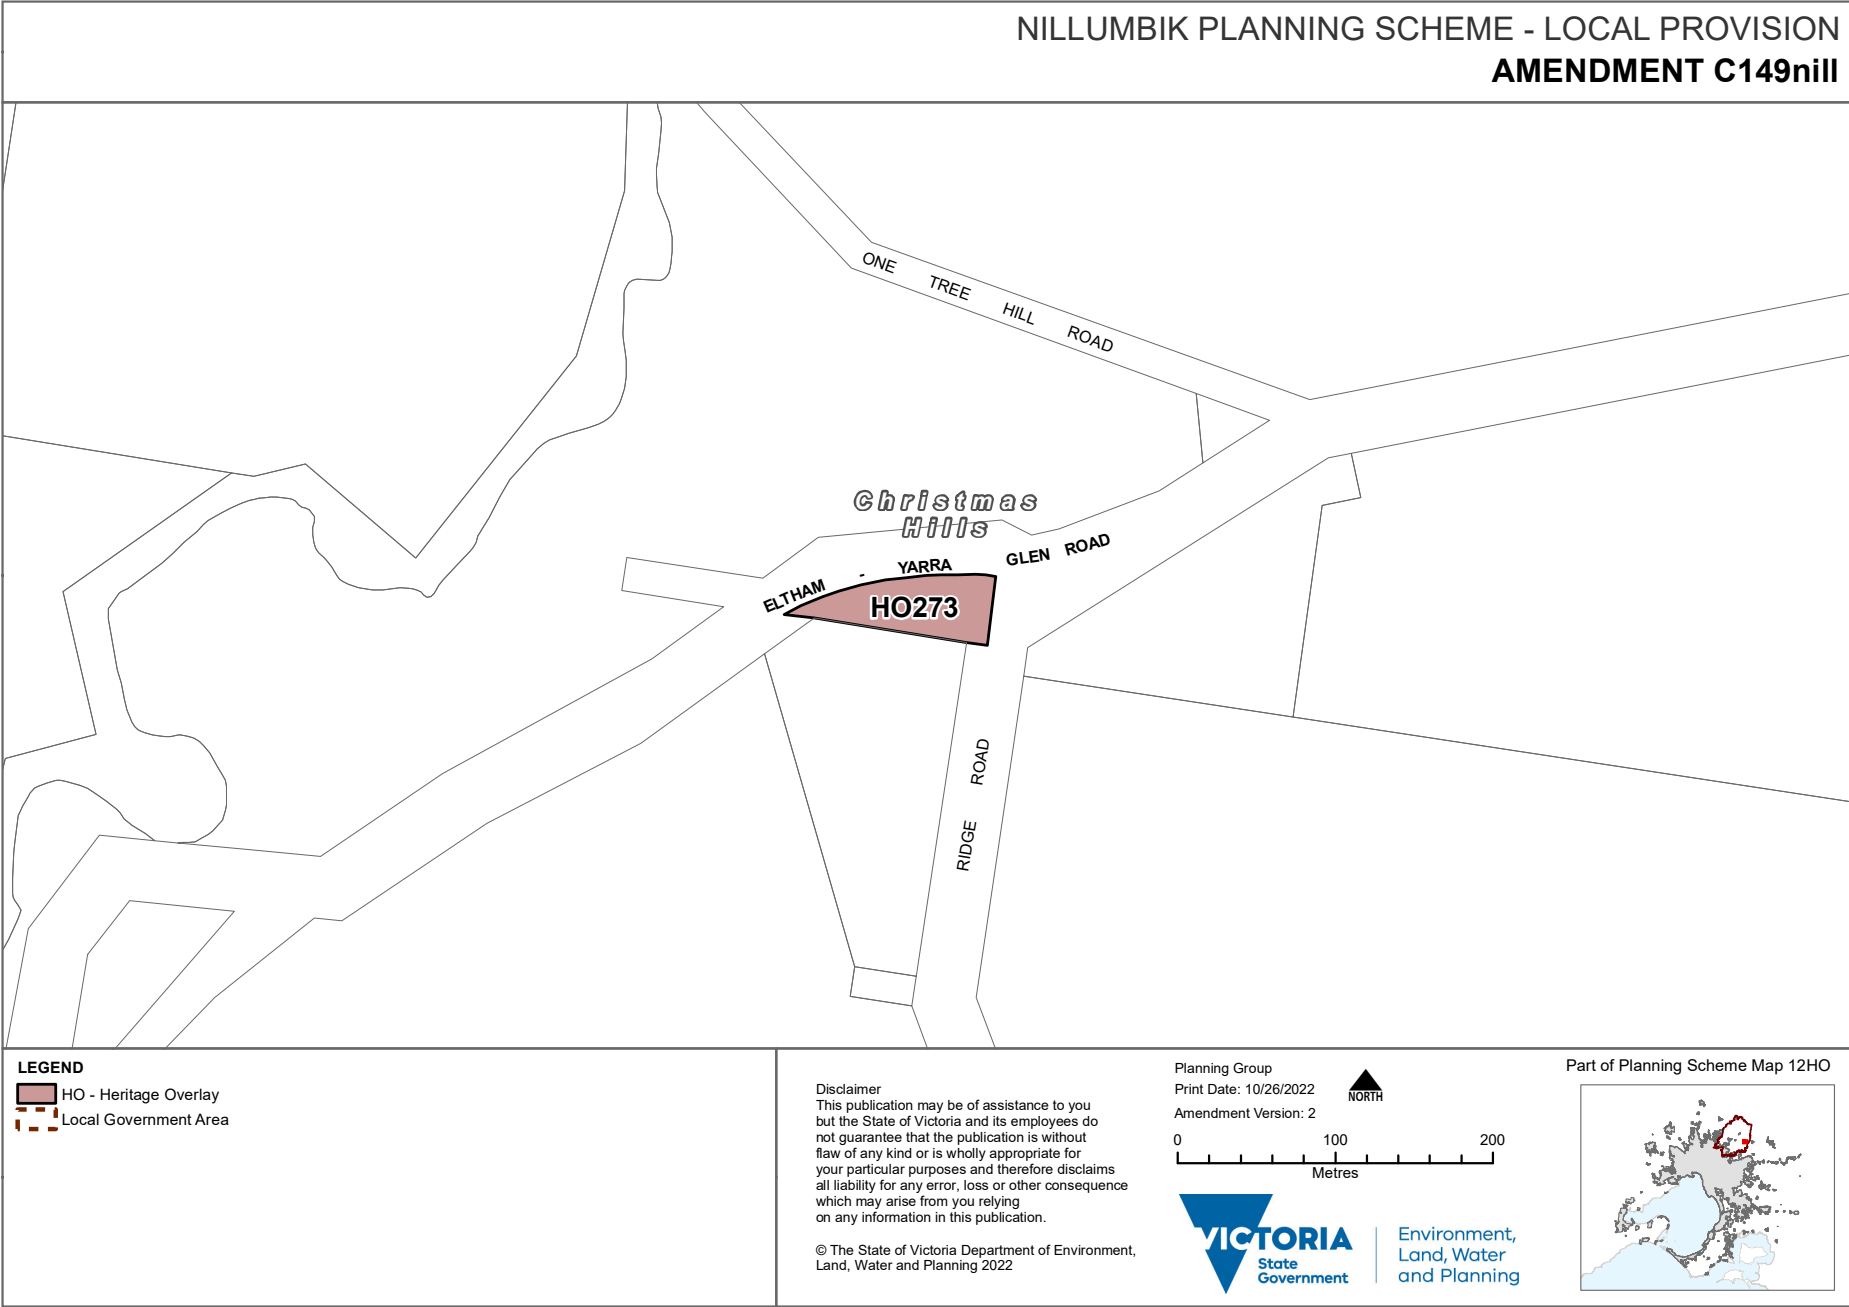 NILLUMBIK PLANNING SCHEME - LOCAL PROVISION
AMENDMENT C149nill
ONE TREE HILL ROAD
Christmas
Hills
ELTHAM - YARRA GLEN ROAD
HO273
RIDGE ROAD
LEGEND
HO - Heritage Overlay
Local Government Area
Disclaimer
This publication may be of assistance to you
but the State of Victoria and its employees do
not guarantee that the publication is without
flaw of any kind or is wholly appropriate for
your particular purposes and therefore disclaims
all liability for any error, loss or other consequence
which may arise from you relying
on any information in this publication.
© The State of Victoria Department of Environment,
Land, Water and Planning 2022
Planning Group
Print Date: 10/26/2022
Amendment Version: 2
NORTH
0 100 200
Metres
VICTORIA
State
Government
Environment,
Land, Water
and Planning
Part of Planning Scheme Map 12HO